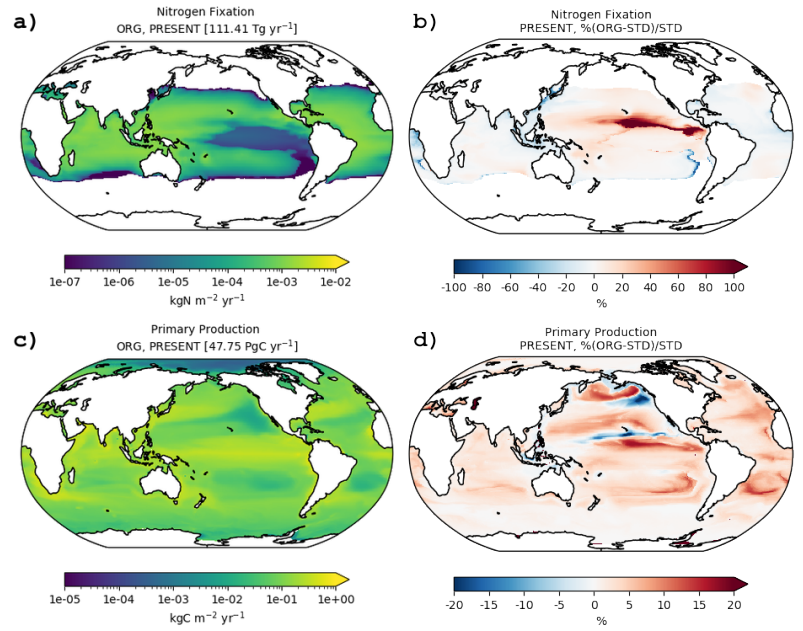 a)
Nitrogen Fixation
ORG, PRESENT [111.41 Tg yr⁻¹]
1e-07 1e-06 1e-05 1e-04 1e-03 1e-02
kgN m⁻² yr⁻¹
b)
Nitrogen Fixation
PRESENT, %(ORG-STD)/STD
-100 -80 -60 -40 -20 0 20 40 60 80 100
%
c)
Primary Production
ORG, PRESENT [47.75 PgC yr⁻¹]
1e-05 1e-04 1e-03 1e-02 1e-01 1e+00
kgC m⁻² yr⁻¹
d)
Primary Production
PRESENT, %(ORG-STD)/STD
-20 -15 -10 -5 0 5 10 15 20
%